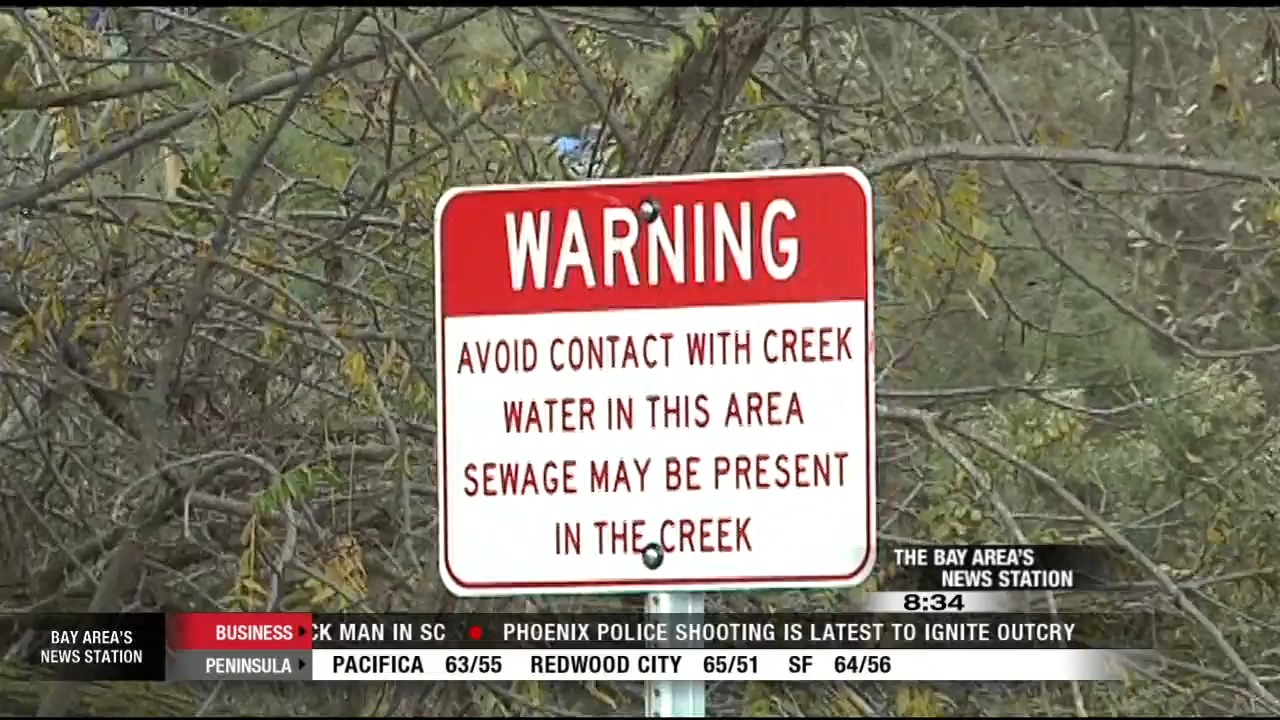 WARNING
AVOID CONTACT WITH CREEK
WATER IN THIS AREA
SEWAGE MAY BE PRESENT
IN THE CREEK
THE BAY AREA'S
NEWS STATION
8:34
BAY AREA'S
NEWS STATION
BUSINESS
CK MAN IN SC • PHOENIX POLICE SHOOTING IS LATEST TO IGNITE OUTCRY
PENINSULA
PACIFICA 63/55 REDWOOD CITY 65/51 SF 64/56